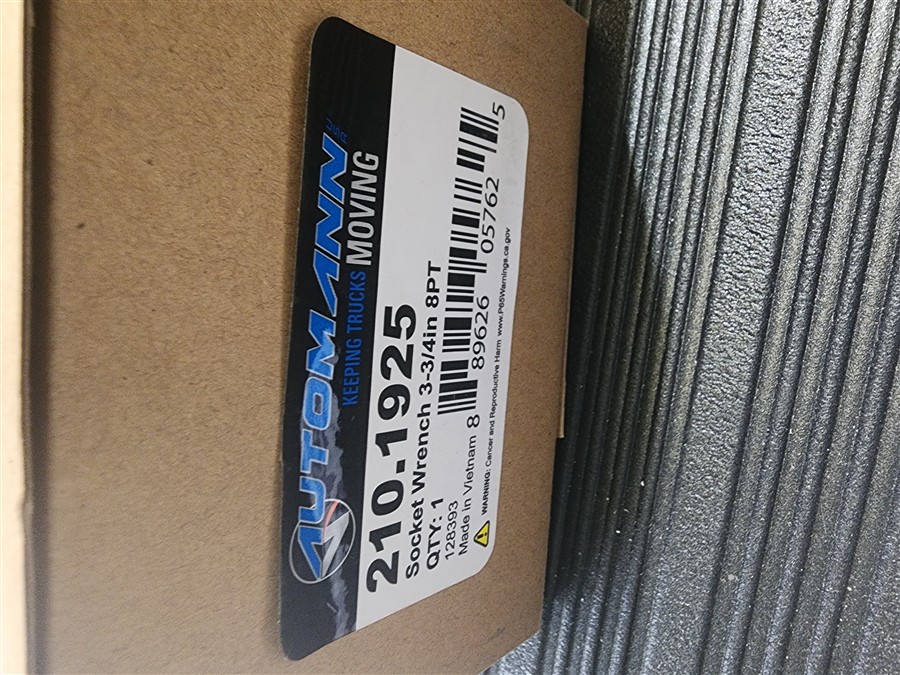 AUTOMANN USA
KEEPING TRUCKS MOVING
210.1925
Socket Wrench 3-3/4in 8PT
QTY: 1
128393
Made in Vietnam
8 89626 05762 5
WARNING: Cancer and Reproductive Harm www.P65Warnings.ca.gov